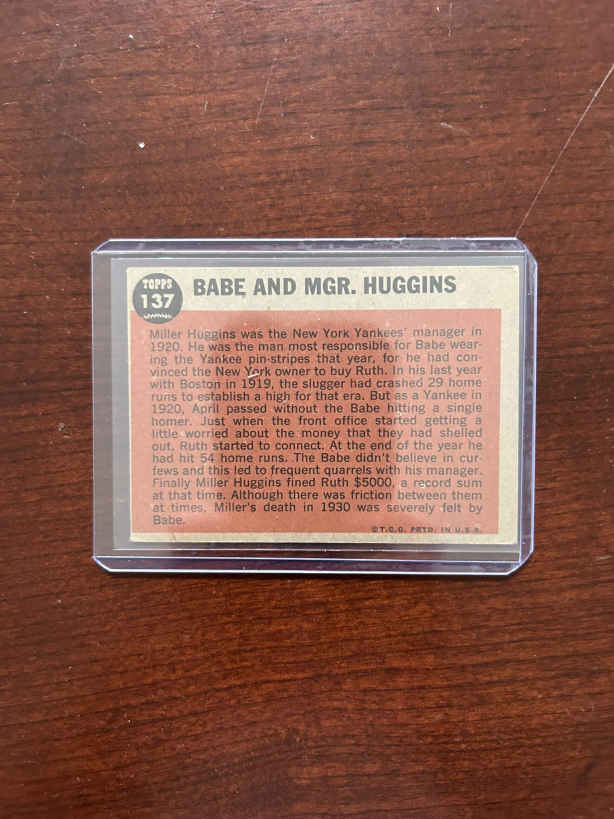 TOPPS
137
BABE AND MGR. HUGGINS
Miller Huggins was the New York Yankees' manager in
1920. He was the man most responsible for Babe wear-
ing the Yankee pin-stripes that year, for he had con-
vinced the New York owner to buy Ruth. In his last year
with Boston in 1919, the slugger had crashed 29 home
runs to establish a high for that era. But as a Yankee in
1920, April passed without the Babe hitting a single
homer. Just when the front office started getting a
little worried about the money that they had shelled
out, Ruth started to connect. At the end of the year he
had hit 54 home runs. The Babe didn't believe in cur-
fews and this led to frequent quarrels with his manager.
Finally Miller Huggins fined Ruth $5000, a record sum
at that time. Although there was friction between them
at times, Miller's death in 1930 was severely felt by
Babe.
©T.C.G. PRTD. IN U.S.A.